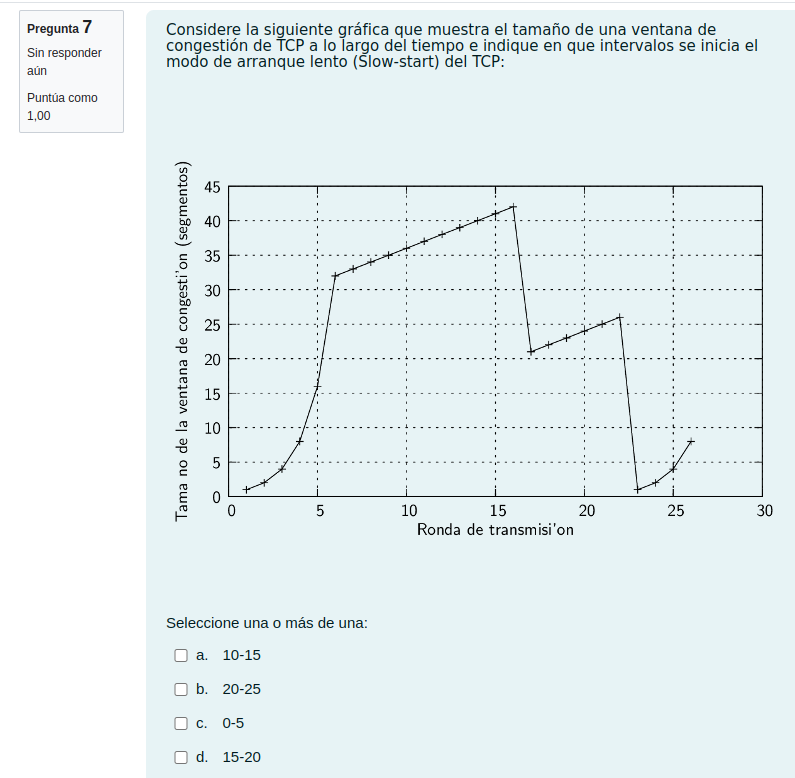 Pregunta 7
Sin responder
aún
Puntúa como
1,00
Considere la siguiente gráfica que muestra el tamaño de una ventana de
congestión de TCP a lo largo del tiempo e indique en que intervalos se inicia el
modo de arranque lento (Slow-start) del TCP:
Tama no de la ventana de congesti'on (segmentos)
45
40
35
30
25
20
15
10
5
0
0 5 10 15 20 25 30
Ronda de transmisi'on
Seleccione una o más de una:
a. 10-15
b. 20-25
c. 0-5
d. 15-20